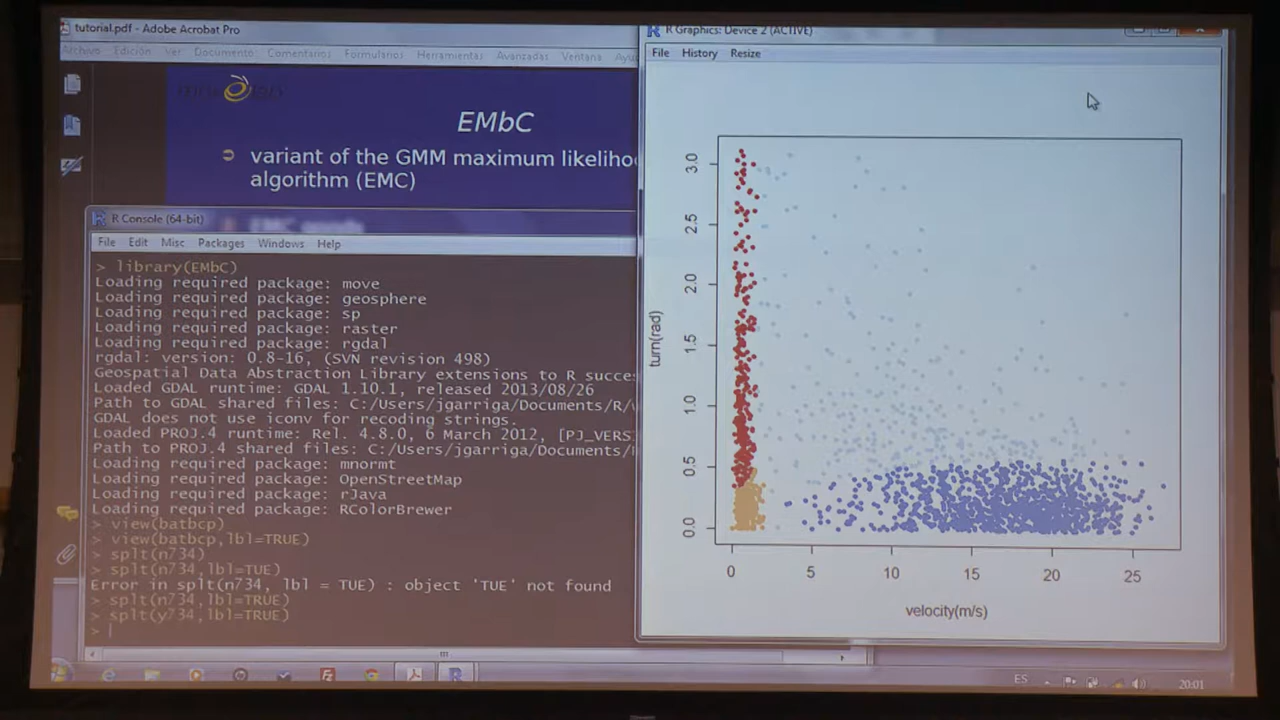 tutorial.pdf - Adobe Acrobat Pro
Archivo Edición Ver Documento Comentarios Formularios Herramientas Avanzadas Ventana
EMbC
variant of the GMM maximum
algorithm (EMC)
R Console (64-bit)
File Edit Misc Packages Windows Help
> library(EMbC)
Loading required package: move
Loading required package: geosphere
Loading required package: sp
Loading required package: raster
Loading required package: rgdal
rgdal: version: 0.8-16, (SVN revision 498)
Geospatial Data Abstraction Library extensions to R succes
Loaded GDAL runtime: GDAL 1.10.1, released 2013/08/26
Path to GDAL shared files: C:/Users/jgarriga/Documents/R/
GDAL does not use iconv for recoding strings.
Loaded PROJ.4 runtime: Rel. 4.8.0, 6 March 2012, [PJ_VERS
Path to PROJ.4 shared files: C:/Users/jgarriga/Documents/
Loading required package: mnormt
Loading required package: OpenStreetMap
Loading required package: rJava
Loading required package: RColorBrewer
> view(batbcp)
> view(batbcp,lbl=TRUE)
> splt(n734)
> splt(n734,lbl=TUE)
Error in splt(n734, lbl = TUE) : object 'TUE' not found
> splt(n734,lbl=TRUE)
> splt(y734,lbl=TRUE)
>
R Graphics: Device 2 (ACTIVE)
File History Resize
3.0
2.5
2.0
1.5
1.0
0.5
0.0
turn(rad)
0 5 10 15 20 25
velocity(m/s)
ES
20:01